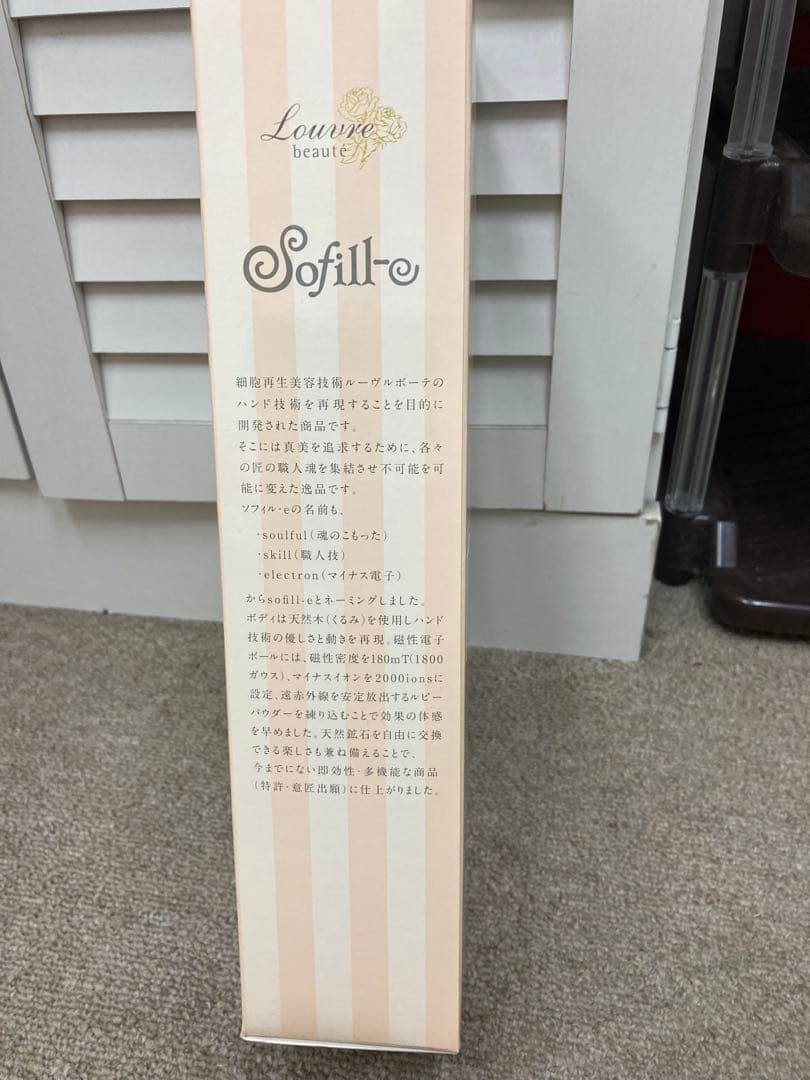 Louvre
beauté
Sofill-e
細胞再生美容技術ルーヴルボーテの
ハンド技術を再現することを目的に
開発された商品です。
そこには真美を追求するために、各々
の匠の職人魂を集結させ不可能を可
能に変えた逸品です。
ソフィル-eの名前も、
・soulful(魂のこもった)
・skill(職人技)
・electron(マイナス電子)
からsofill-eとネーミングしました。
ボディは天然木(くるみ)を使用しハンド
技術の優しさと動きを再現。磁性電子
ボールには、磁性密度を180mT(1800
ガウス)、マイナスイオンを2000ionsに
設定、遠赤外線を安定放出するルビー
パウダーを練り込むことで効果の体感
を早めました。天然鉱石を自由に交換
できる楽しさも兼ね備えることで、
今までにない即効性・多機能な商品
(特許・意匠出願)に仕上がりました。